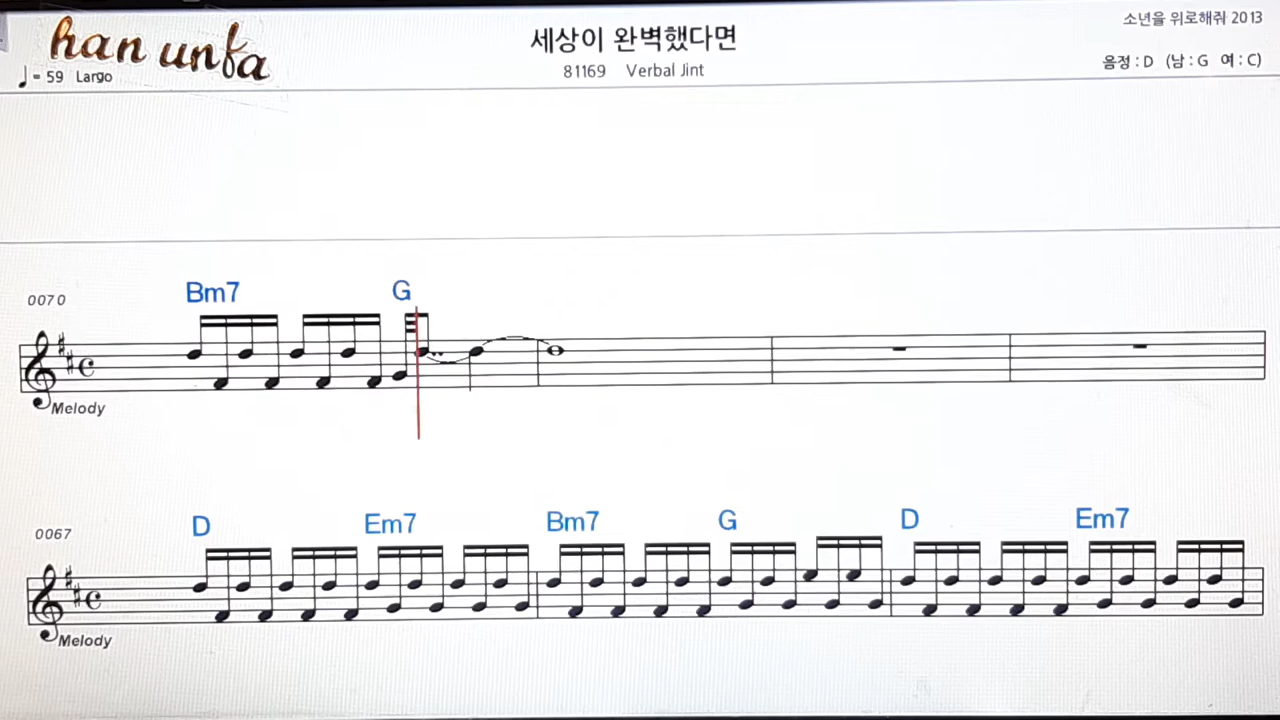 han unfa
♩= 59 Largo
세상이 완벽했다면
81169 Verbal Jint
소년을 위로해줘 2013
음정 : D (남 : G 여 : C)
0070
Bm7 G
Melody
0067
D Em7 Bm7 G D Em7
Melody